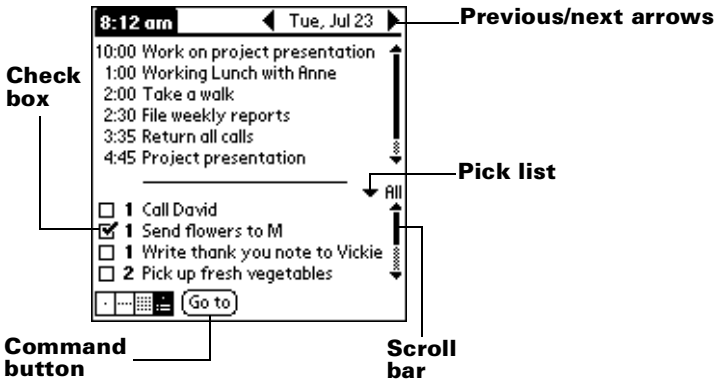 8:12 am
Tue, Jul 23
Previous/next arrows
10:00 Work on project presentation
1:00 Working Lunch with Anne
2:00 Take a walk
2:30 File weekly reports
3:35 Return all calls
4:45 Project presentation
Check
box
Pick list
All
1 Call David
1 Send flowers to M
1 Write thank you note to Vickie
2 Pick up fresh vegetables
Go to
Command
button
Scroll
bar